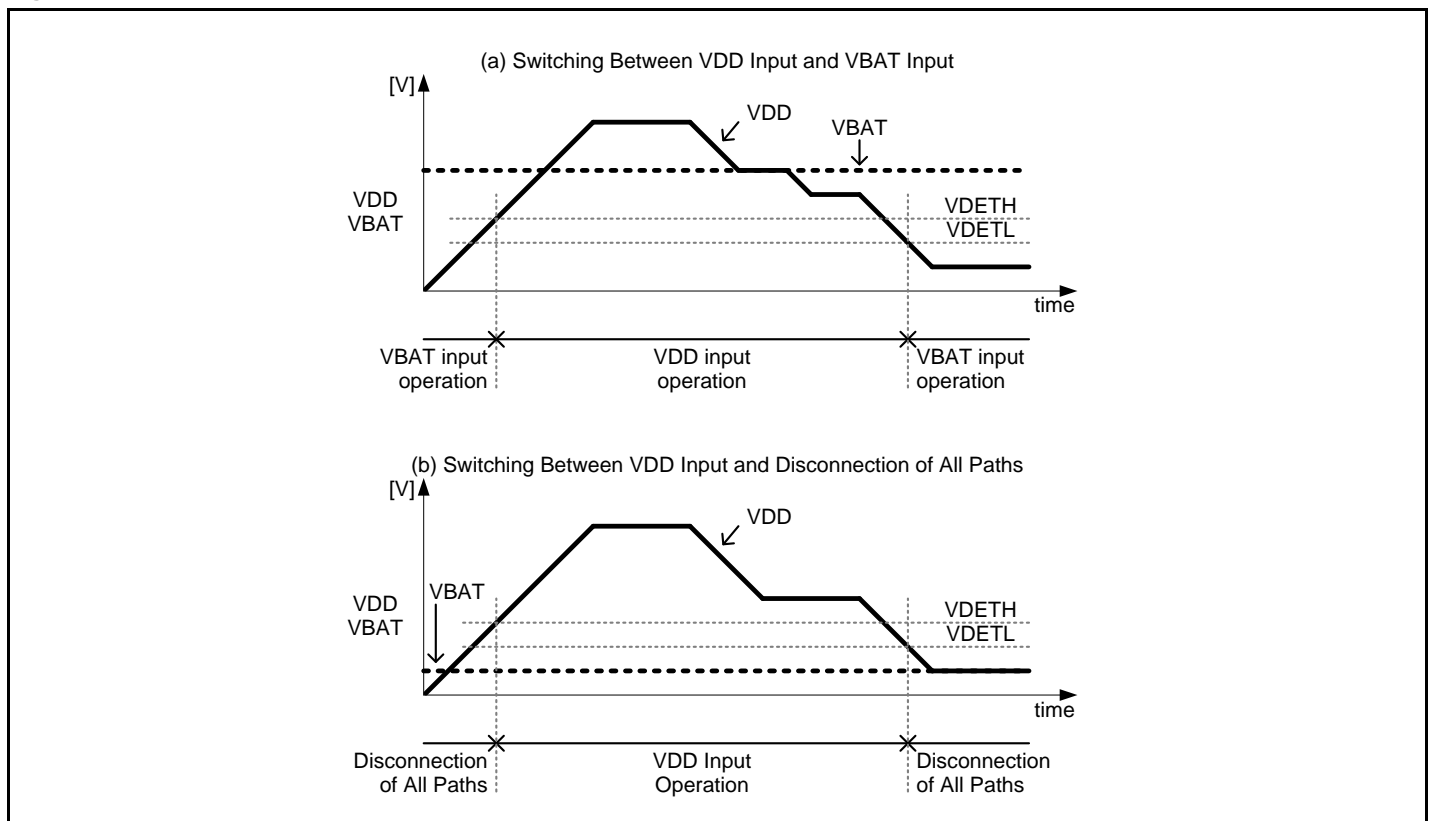 (a) Switching Between VDD Input and VBAT Input
[V]
VDD
VBAT
VDD
VBAT
VDETH
VDETL
time
VBAT input
operation
VDD input
operation
VBAT input
operation
(b) Switching Between VDD Input and Disconnection of All Paths
[V]
VDD
VBAT
VDD
VBAT
VDETH
VDETL
time
Disconnection
of All Paths
VDD Input
Operation
Disconnection
of All Paths